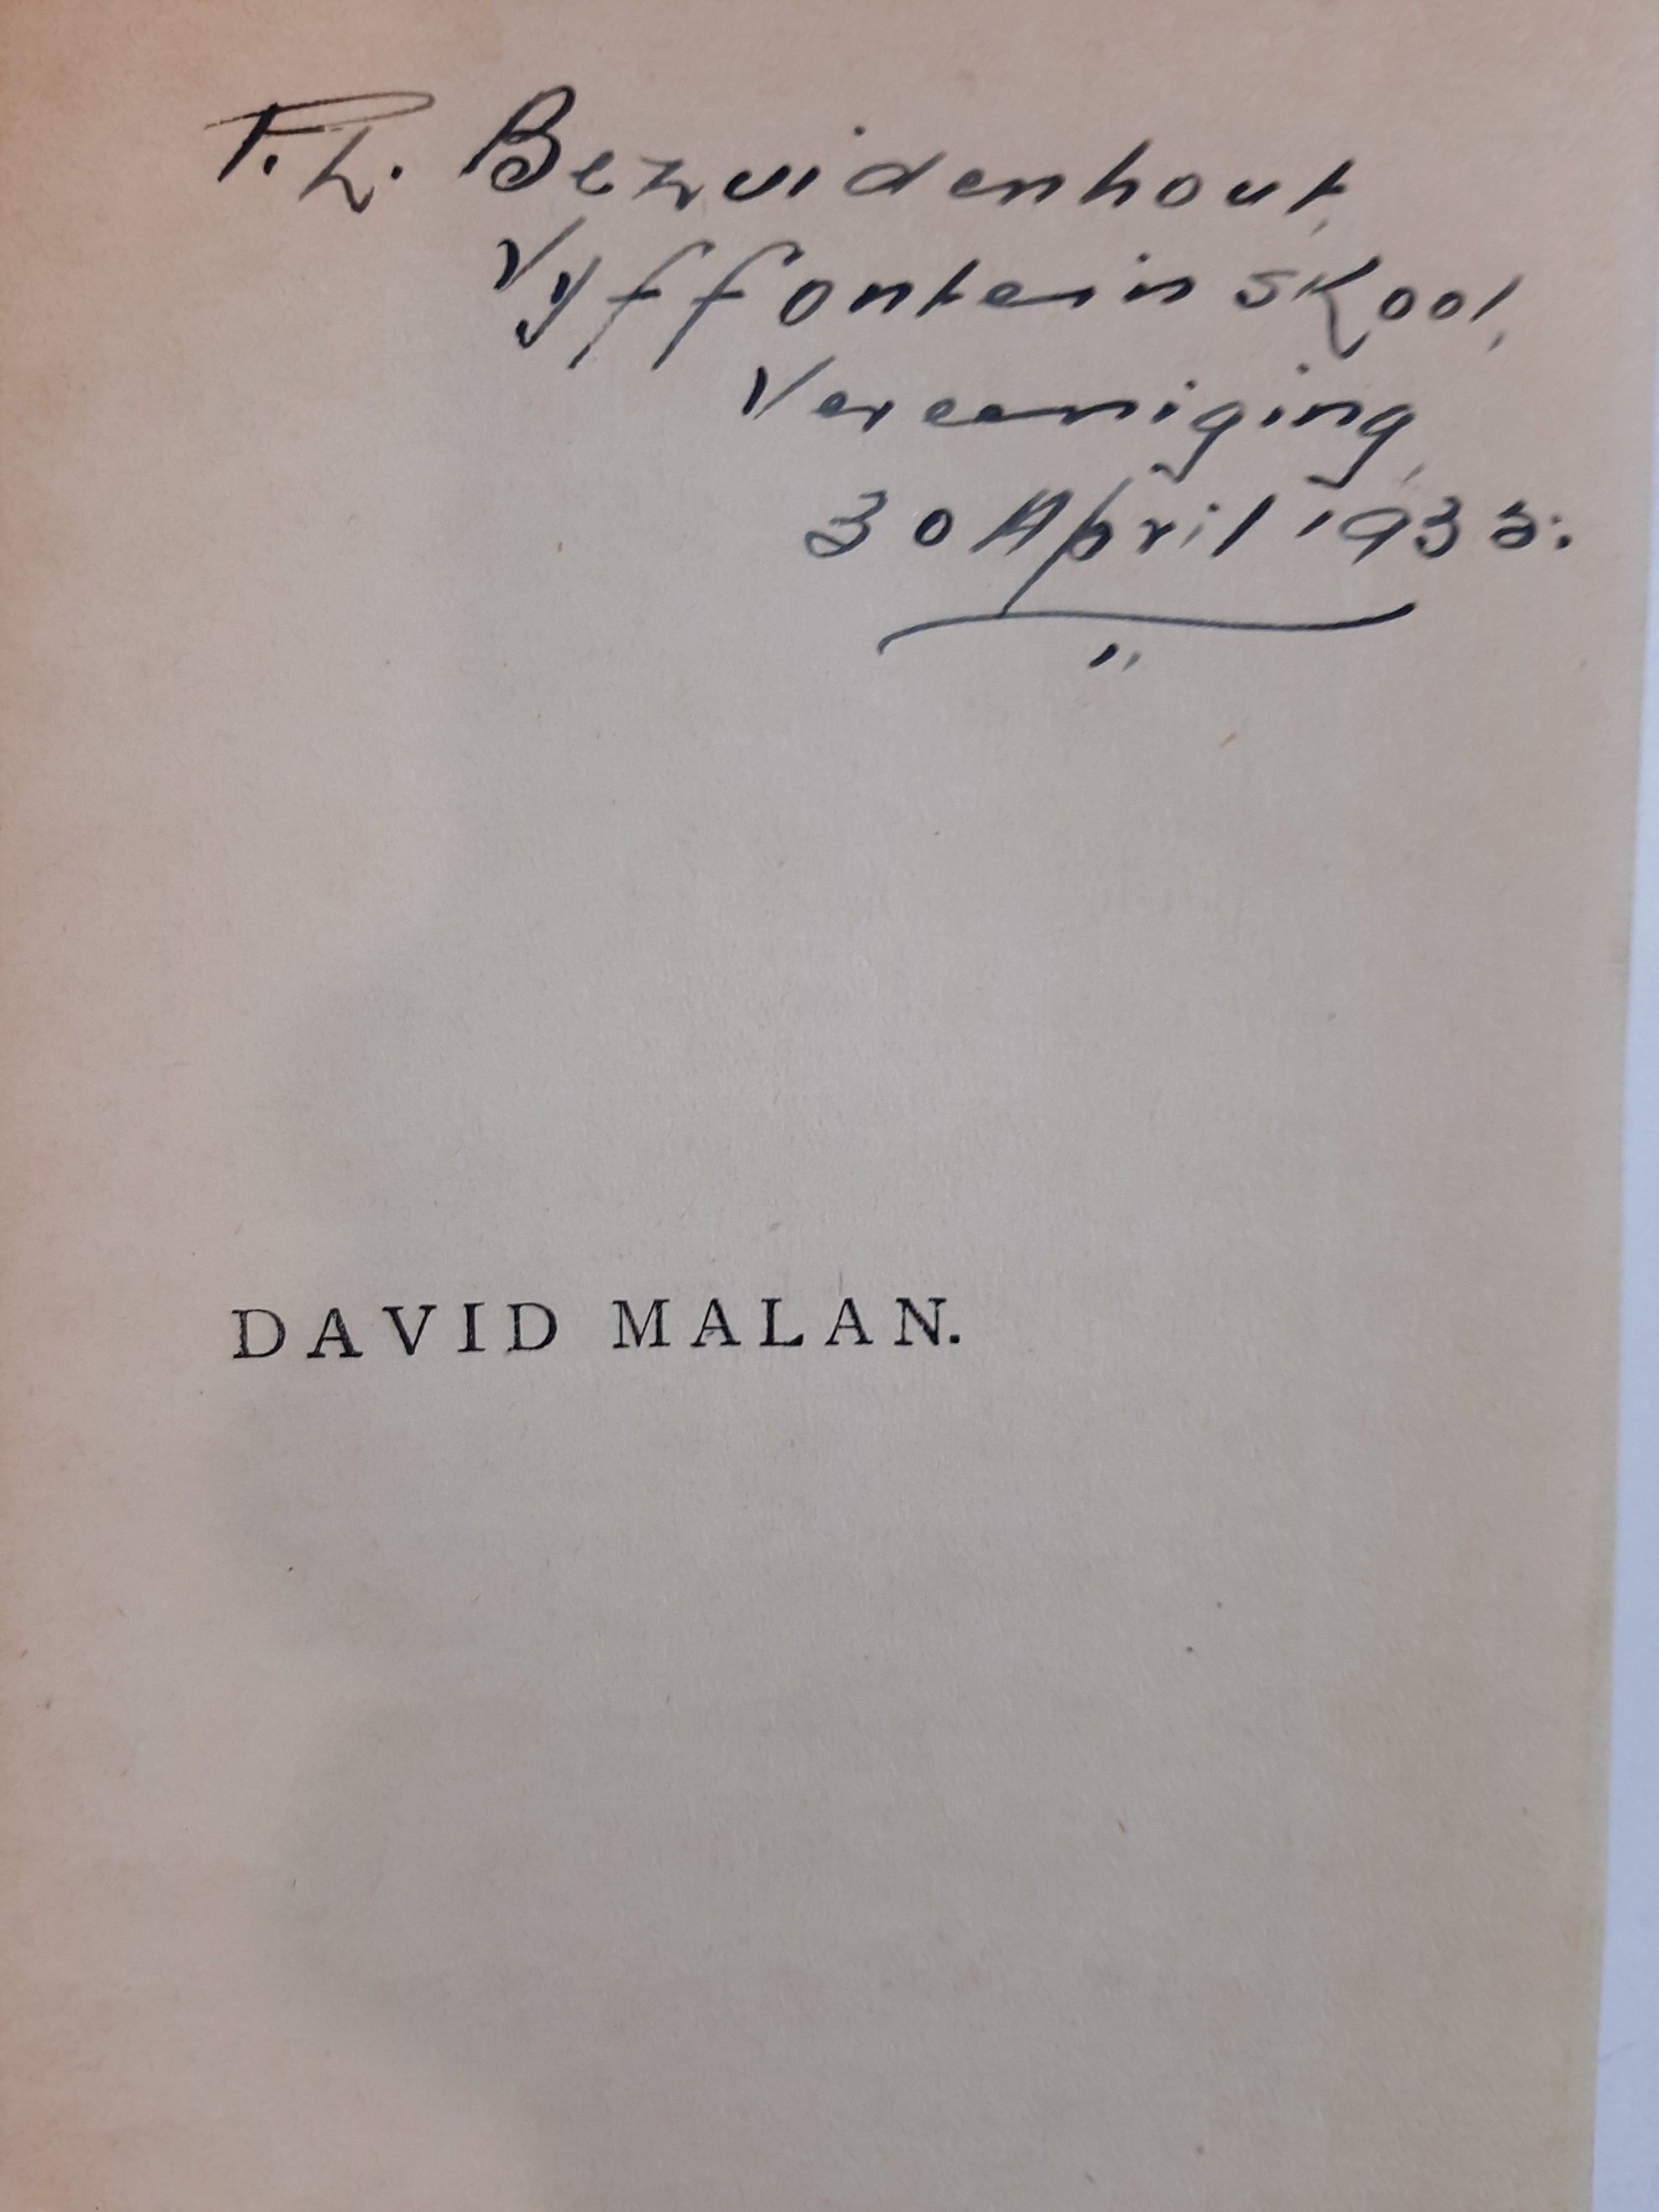 P. L. Bezuidenhout,
Vyffontein skool,
Vereeniging,
30 April 1933.
DAVID MALAN.